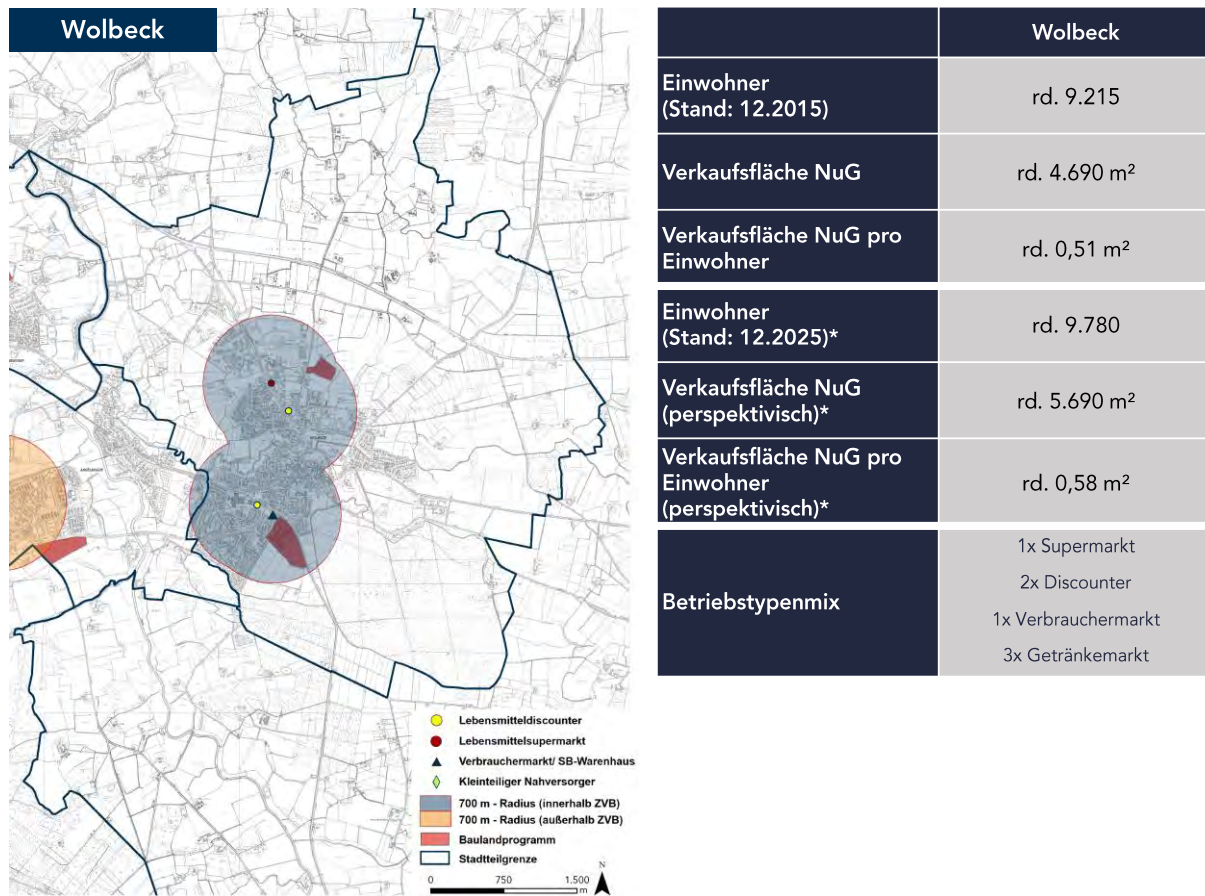 Wolbeck
Wolbeck
Einwohner
(Stand: 12.2015)
rd. 9.215
Verkaufsfläche NuG
rd. 4.690 m²
Verkaufsfläche NuG pro
Einwohner
rd. 0,51 m²
Einwohner
(Stand: 12.2025)*
rd. 9.780
Verkaufsfläche NuG
(perspektivisch)*
rd. 5.690 m²
Verkaufsfläche NuG pro
Einwohner
(perspektivisch)*
rd. 0,58 m²
Betriebstypenmix
1x Supermarkt
2x Discounter
1x Verbrauchermarkt
3x Getränkemarkt
Lebensmitteldiscounter
Lebensmittelsupermarkt
Verbrauchermarkt/ SB-Warenhaus
Kleinteiliger Nahversorger
700 m - Radius (innerhalb ZVB)
700 m - Radius (außerhalb ZVB)
Baulandprogramm
Stadtteilgrenze
N
0 750 1.500
m